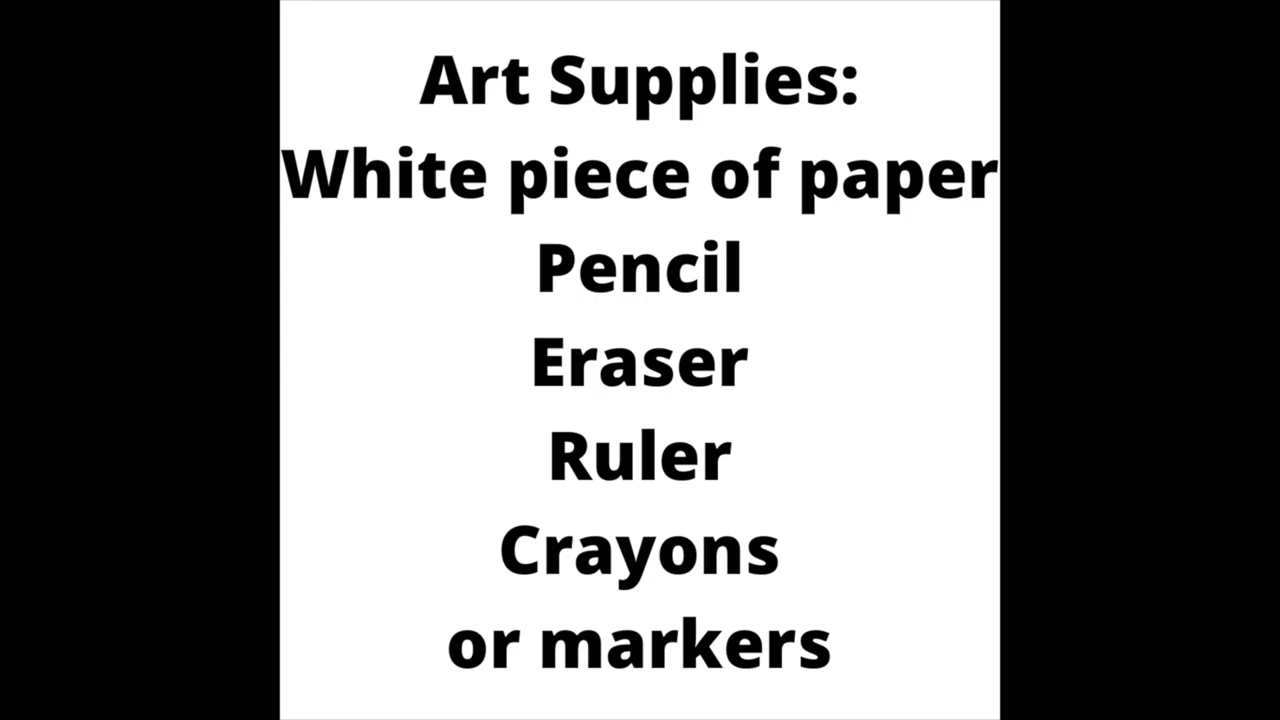 Art Supplies:
White piece of paper
Pencil
Eraser
Ruler
Crayons
or markers